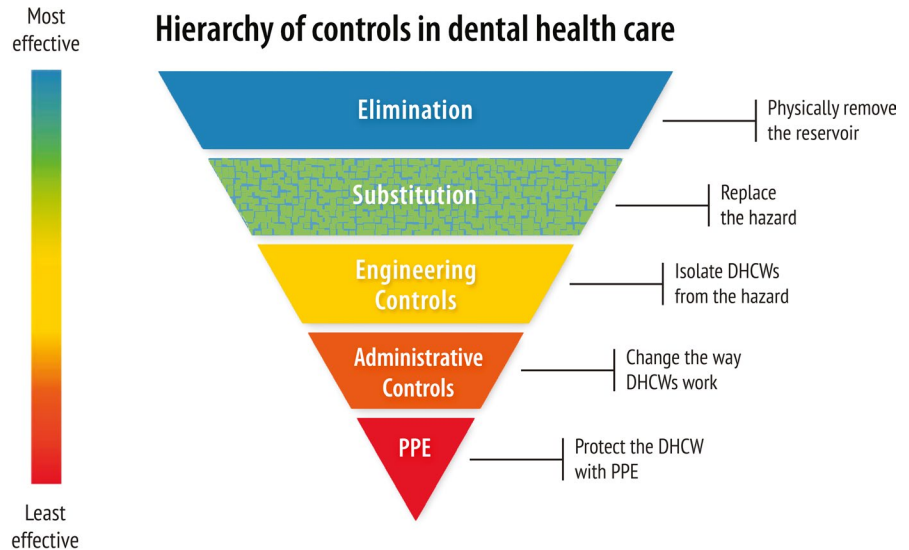 Most
effective
Hierarchy of controls in dental health care
Elimination
Physically remove
the reservoir
Substitution
Replace
the hazard
Engineering
Controls
Isolate DHCWs
from the hazard
Administrative
Controls
Change the way
DHCWs work
PPE
Protect the DHCW
with PPE
Least
effective